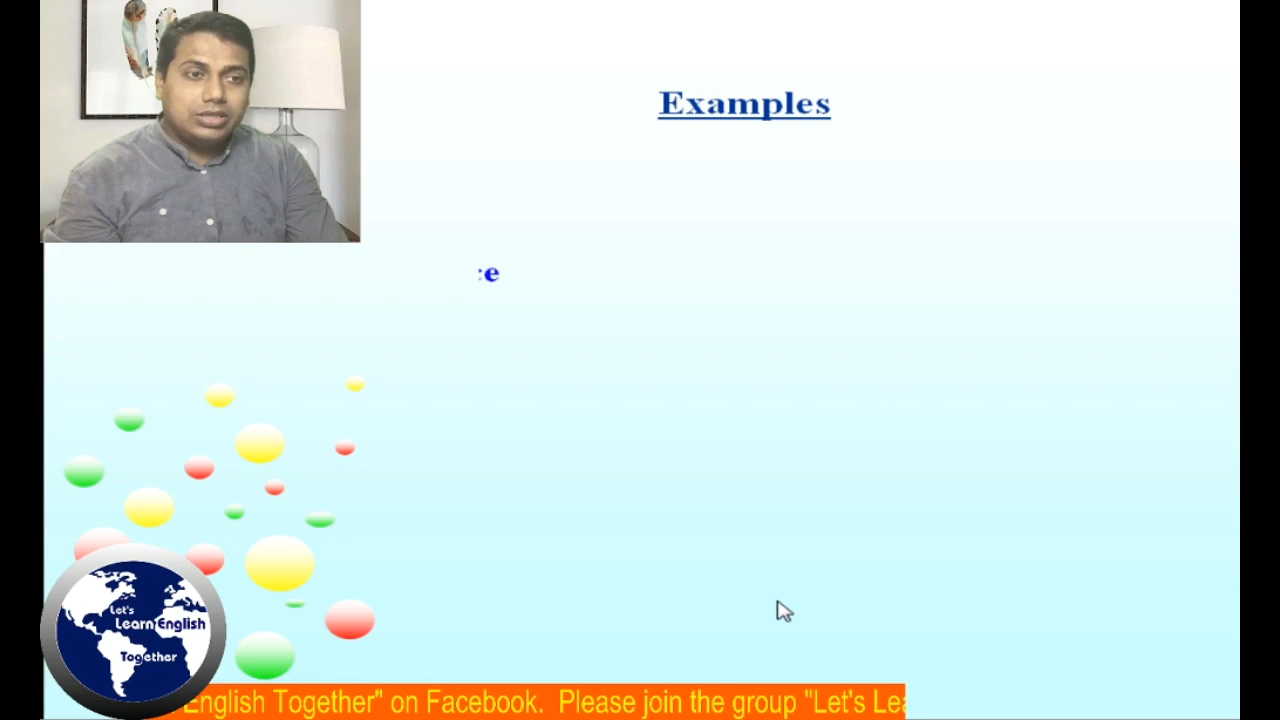 Examples
:e
Let's
Learn English
Together
English Together" on Facebook. Please join the group "Let's Lea